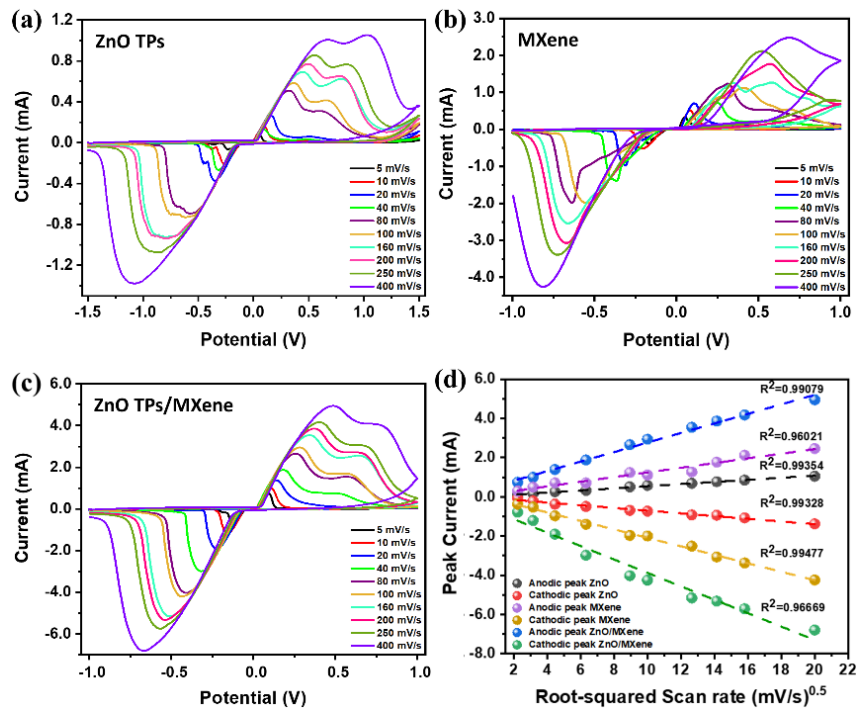 (a)
ZnO TPs
Current (mA)
1.2
0.8
0.4
0.0
-0.4
-0.8
-1.2
-1.5
-1.0
-0.5
0.0
0.5
1.0
1.5
Potential (V)
5 mV/s
10 mV/s
20 mV/s
40 mV/s
80 mV/s
100 mV/s
160 mV/s
200 mV/s
250 mV/s
400 mV/s
(b)
MXene
Current (mA)
3.0
2.0
1.0
0.0
-1.0
-2.0
-3.0
-4.0
-1.0
-0.5
0.0
0.5
1.0
Potential (V)
5 mV/s
10 mV/s
20 mV/s
40 mV/s
80 mV/s
100 mV/s
160 mV/s
200 mV/s
250 mV/s
400 mV/s
(c)
ZnO TPs/MXene
Current (mA)
6.0
4.0
2.0
0.0
-2.0
-4.0
-6.0
-1.0
-0.5
0.0
0.5
1.0
Potential (V)
5 mV/s
10 mV/s
20 mV/s
40 mV/s
80 mV/s
100 mV/s
160 mV/s
200 mV/s
250 mV/s
400 mV/s
(d)
Peak Current (mA)
6.0
4.0
2.0
0.0
-2.0
-4.0
-6.0
-8.0
2
4
6
8
10
12
14
16
18
20
22
Root-squared Scan rate (mV/s)^0.5
R²=0.99079
R²=0.96021
R²=0.99354
R²=0.99328
R²=0.99477
R²=0.96669
Anodic peak ZnO
Cathodic peak ZnO
Anodic peak MXene
Cathodic peak MXene
Anodic peak ZnO/MXene
Cathodic peak ZnO/MXene